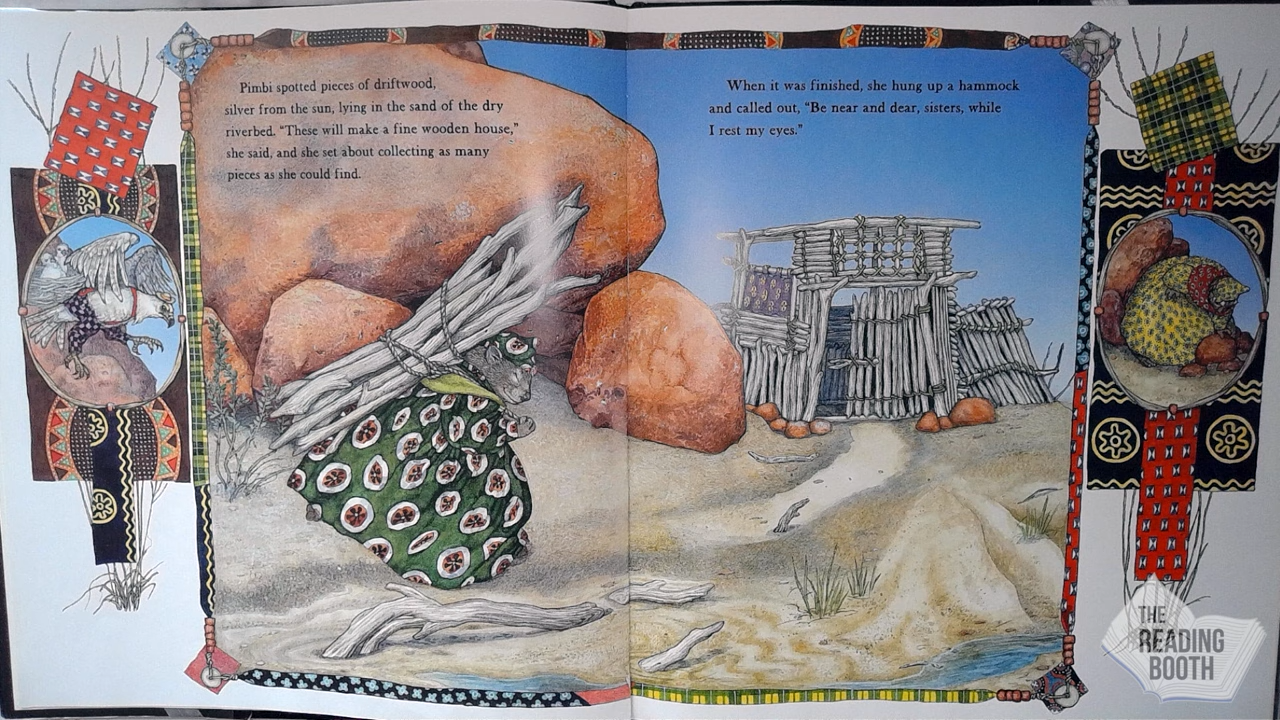 Pimbi spotted pieces of driftwood,
silver from the sun, lying in the sand of the dry
riverbed. “These will make a fine wooden house,”
she said, and she set about collecting as many
pieces as she could find.
When it was finished, she hung up a hammock
and called out, “Be near and dear, sisters, while
I rest my eyes.”
THE
READING
BOOTH